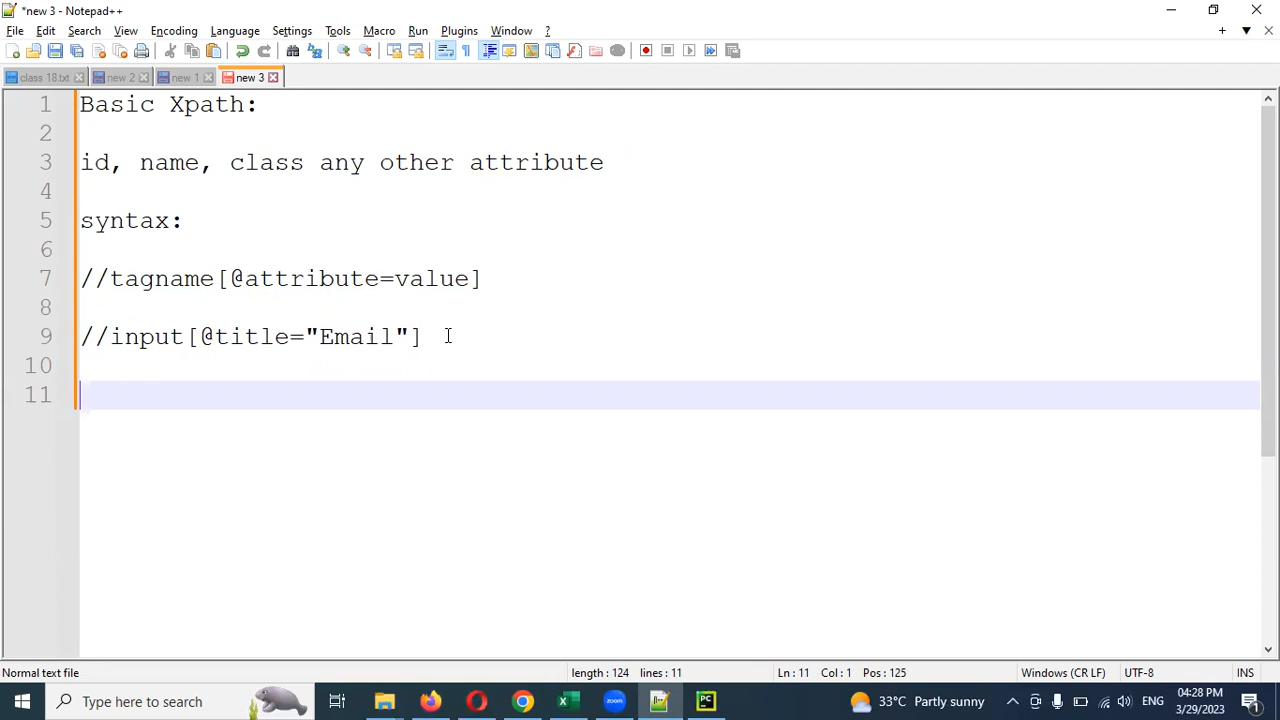 *new 3 - Notepad++
File Edit Search View Encoding Language Settings Tools Macro Run Plugins Window ?
class 18.txt new 2 new 1 new 3
1 Basic Xpath:
2
3 id, name, class any other attribute
4
5 syntax:
6
7 //tagname[@attribute=value]
8
9 //input[@title="Email"]
10
11
Normal text file length : 124 lines : 11 Ln : 11 Col : 1 Pos : 125 Windows (CR LF) UTF-8 INS
Type here to search zoom PC 33°C Partly sunny ENG 04:28 PM
3/29/2023 1